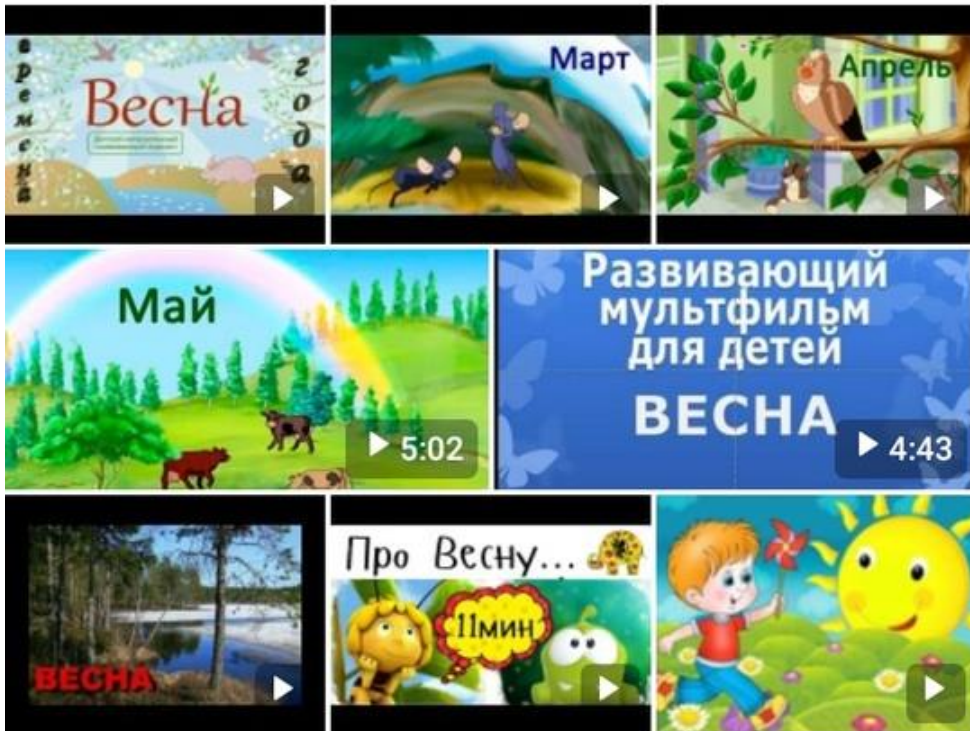 времена
Весна
года
Март
Апрель
Май
5:02
Развивающий
мультфильм
для детей
ВЕСНА
4:43
ВЕСНА
Про Весну...
11мин